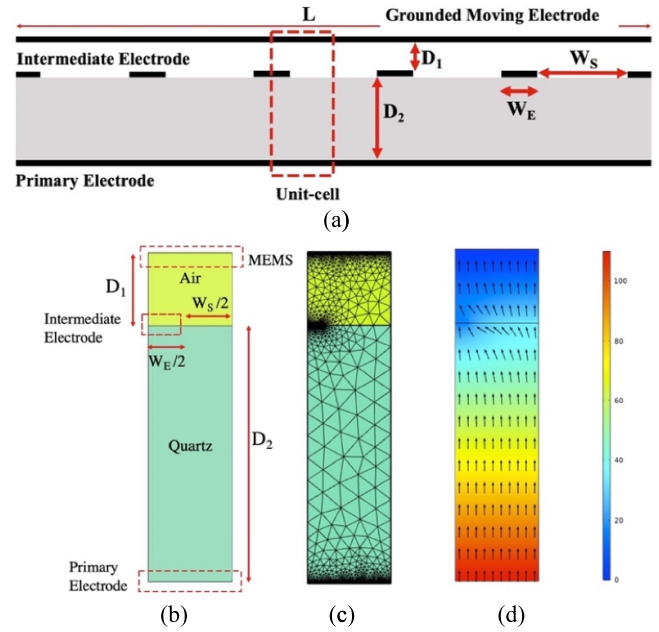 L
Grounded Moving Electrode
Intermediate Electrode
D1
WS
D2
WE
Primary Electrode
Unit-cell
(a)
MEMS
Air
D1
WS/2
Intermediate
Electrode
WE/2
Quartz
D2
Primary
Electrode
100
80
60
40
20
0
(b)
(c)
(d)